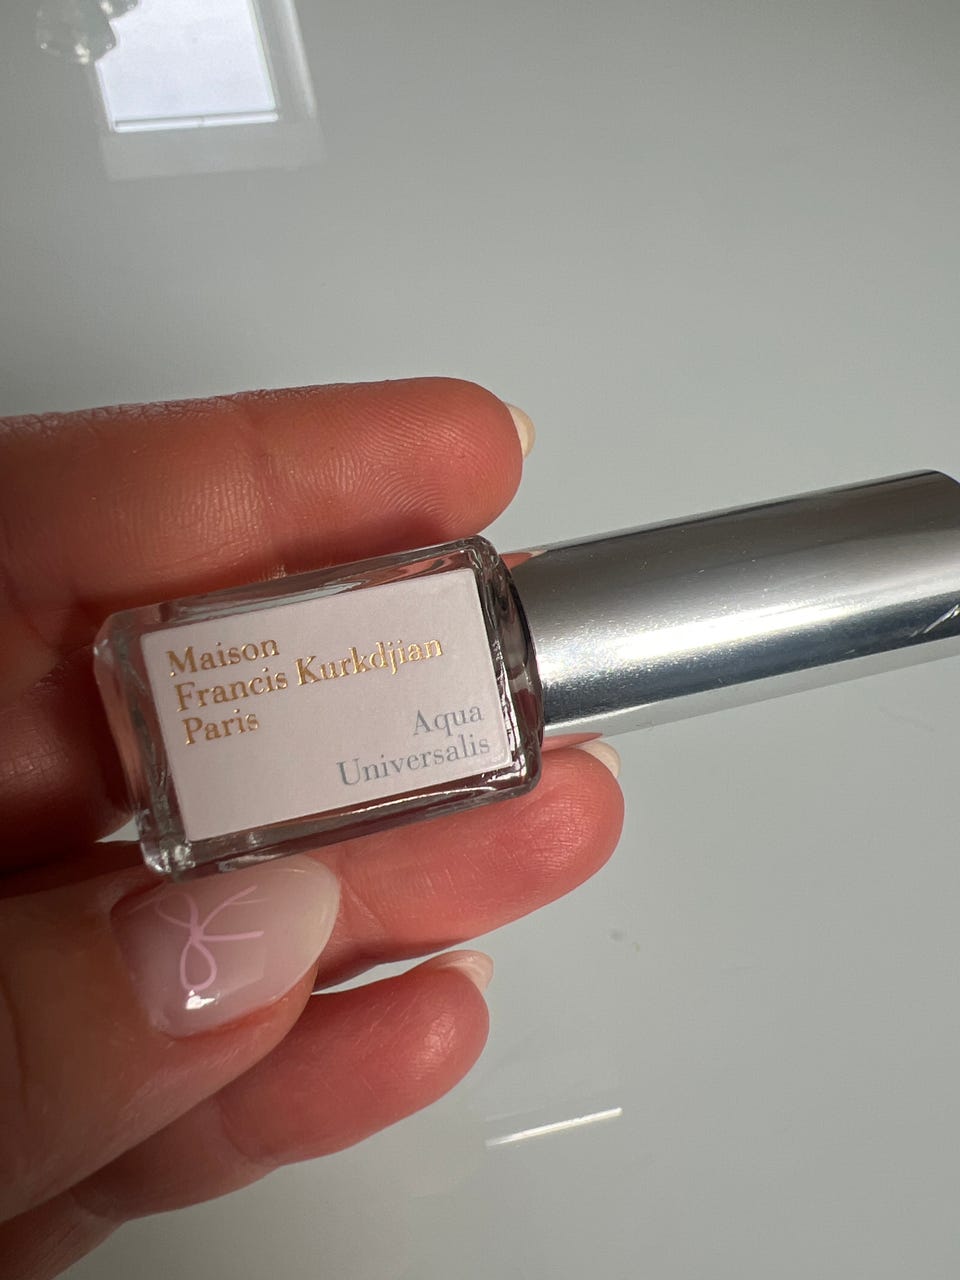 Maison
Francis Kurkdjian
Paris
Aqua
Universalis